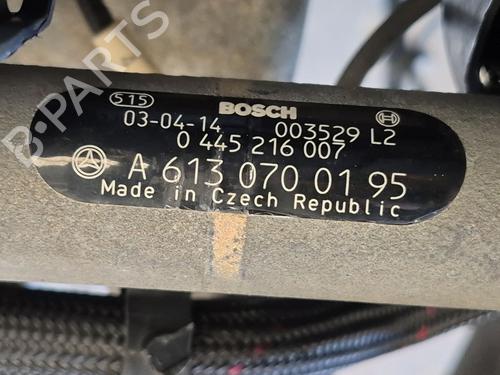 515 BOSCH
03-04-14 003529 L2
0 445 216 007
A 613 070 01 95
Made in Czech Republic